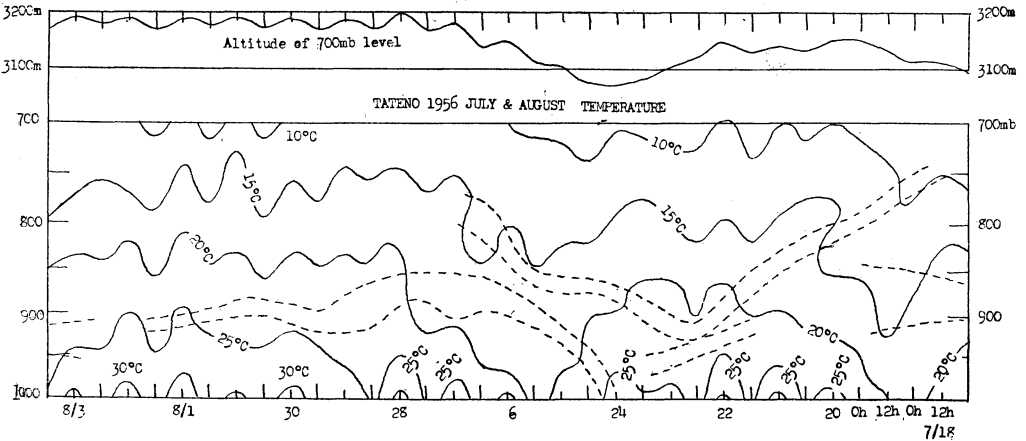 3200m 3200m
Altitude of 700mb level
3100m 3100m
TATENO 1956 JULY & AUGUST TEMPERATURE
700 700mb
10°C 10°C
15°C 15°C
800 800
20°C
900 900
25°C 20°C
30°C 30°C 25°C 25°C 25°C 25°C 25°C 25°C 20°C
1000 1000
8/3 8/1 30 28 6 24 22 20 0h 12h 0h 12h
7/18